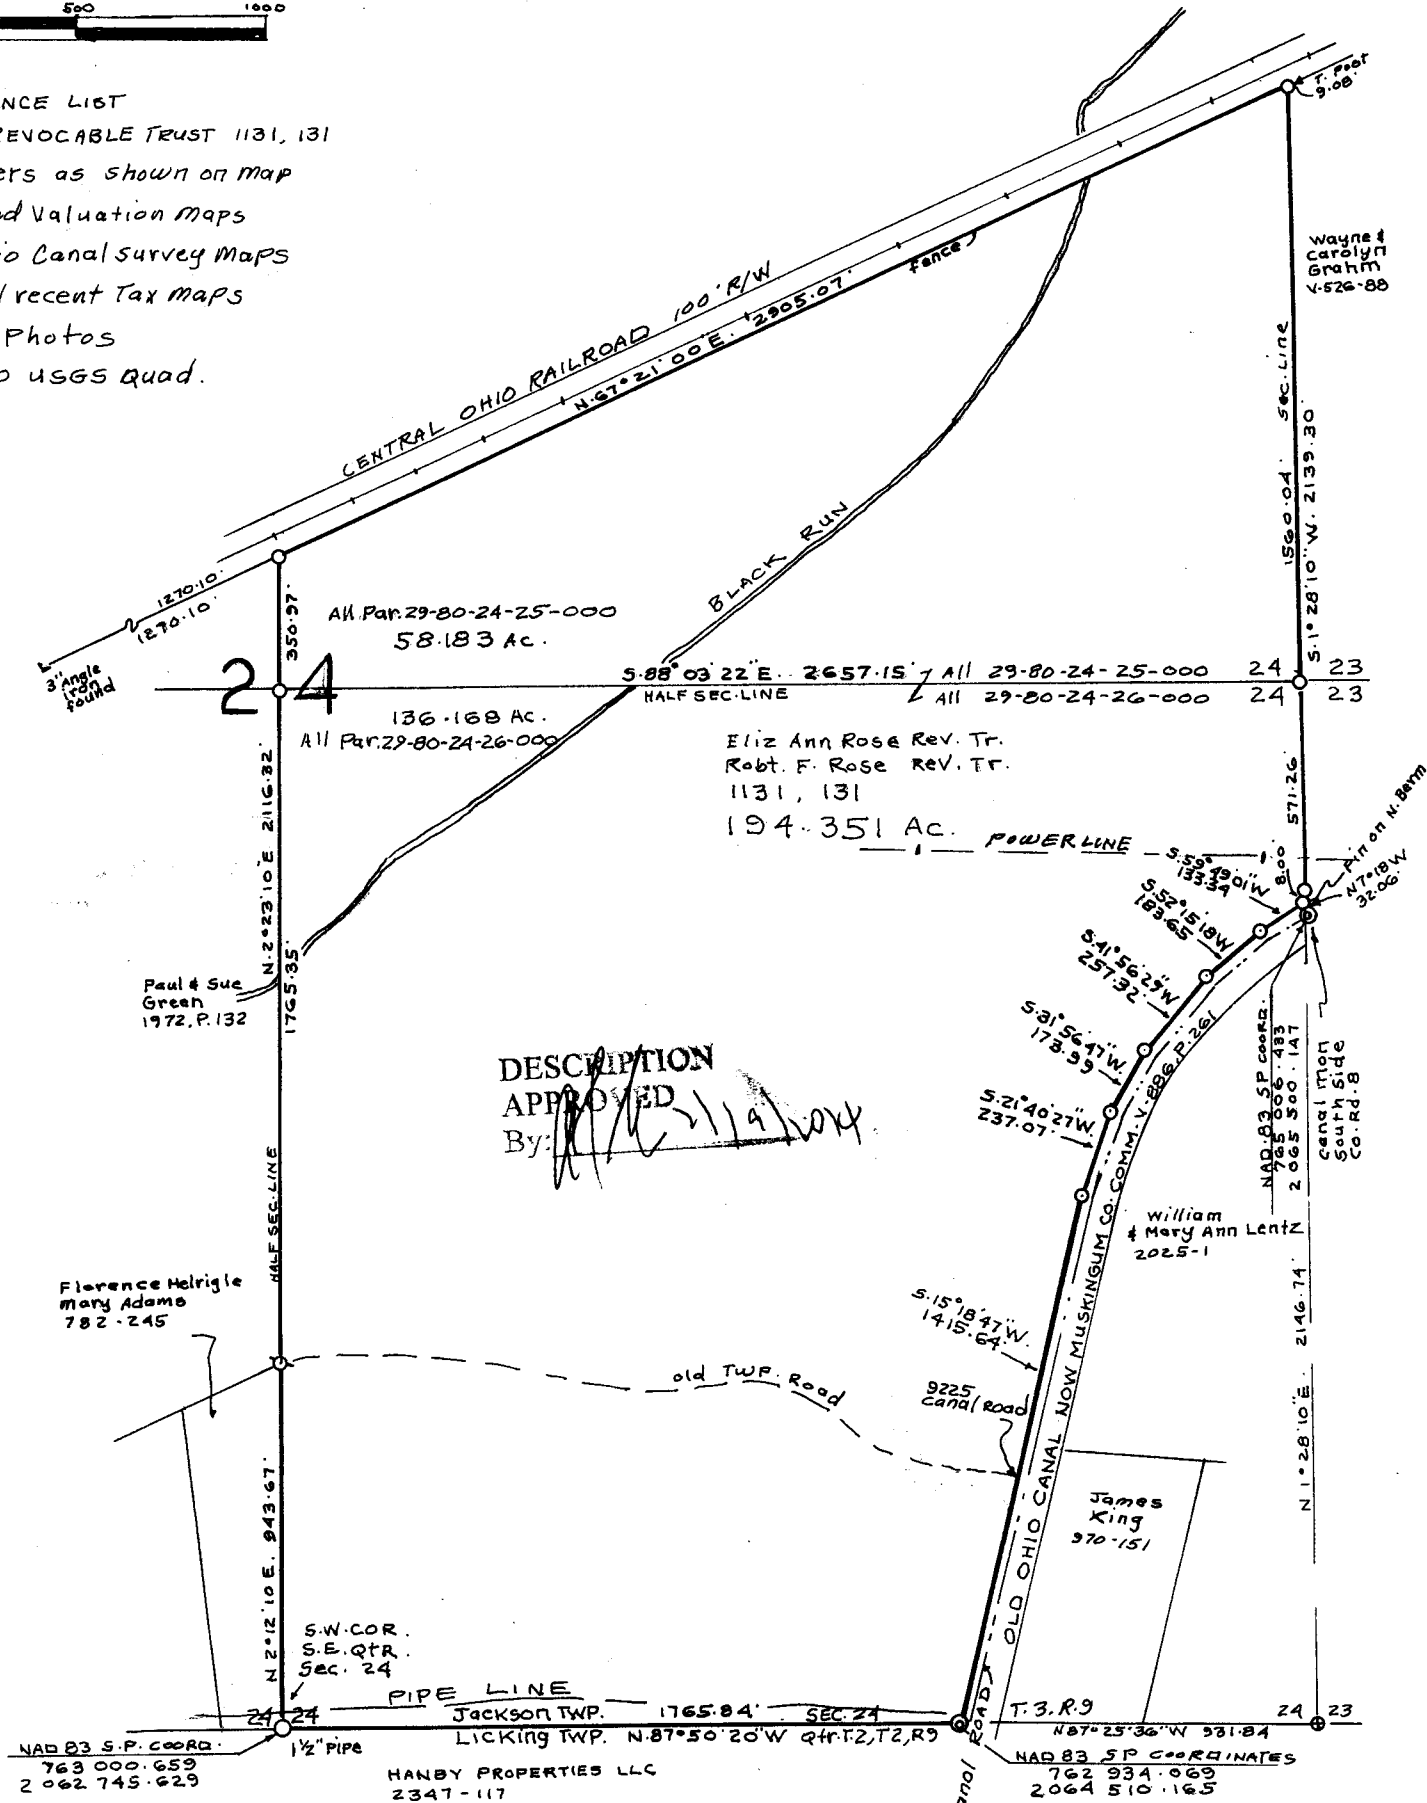 500 1000
NCE LIST
REVOCABLE TRUST 1131, 131
ers as shown on map
d Valuation maps
io Canal survey maps
recent Tax maps
Photos
USGS Quad.
T. Post
9.08'
Wayne &
Carolyn
Grahm
V-526-88
CENTRAL OHIO RAILROAD 100' R/W
N.67°21'00"E. 2905.07'
fence
1560.04' SEC.LINE
S.1°28'10"W. 2139.30'
BLACK RUN
1270.10'
1270.10'
3" Angle
Iron
found
350.97'
All Par.29-80-24-25-000
58.183 Ac.
24
S.88°03'22"E. 2657.15' All 29-80-24-25-000 24 23
HALF SEC.LINE All 29-80-24-26-000 24 23
136.168 Ac.
All Par.29-80-24-26-000
Eliz Ann Rose Rev. Tr.
Robt. F. Rose Rev. Tr.
1131, 131
194.351 Ac.
POWERLINE
571.26'
8.00'
Pin on N. Berm
N7°18'W
32.06'
S.59°49'01"W
133.34
S.52°15'18"W
183.65
S.41°56'29"W.
257.32
S.31°56'47"W.
173.99
S.21°40'27"W.
237.07'
N.2°23'10"E 2116.32'
1765.35'
Paul & Sue
Green
1972, P.132
DESCRIPTION
APPROVED
By:
NAD.83 SP COORD.
765 006.433
2 065 500.147
Canal mon
South Side
Co. Rd. 8
William
& Mary Ann Lentz
2025-1
HALF SEC.LINE
Florence Helrigle
Mary Adams
782-245
S.15°18'47"W.
1415.64'
N 1°28'10"E. 2146.74'
old TWP. Road
9225
Canal Road
OLD OHIO CANAL NOW MUSKINGUM CO. COMM. V-886, P.261
James
King
970-151
N 2°12'10"E. 943.67'
S.W.COR.
S.E.QTR.
Sec. 24
PIPE LINE
24 24 Jackson TWP. 1765.84' SEC.24 T.3, R.9 24 23
LICKING TWP. N.87°50'20"W Qtr.T.2,T2,R9 N87°25'36"W 931.84
NAD 83 S.P. COORD.
763 000.659
2 062 745.629
1½" pipe
HANBY PROPERTIES LLC
2347-117
ROAD
NAD 83 SP COORDINATES
762 934.069
2064 510.165